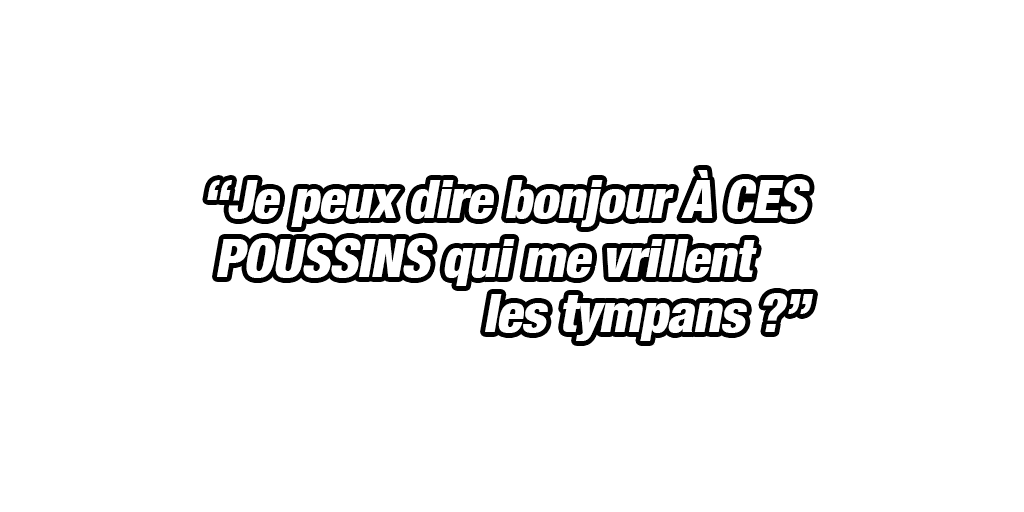 “Je peux dire bonjour À CES
POUSSINS qui me vrillent
les tympans ?”